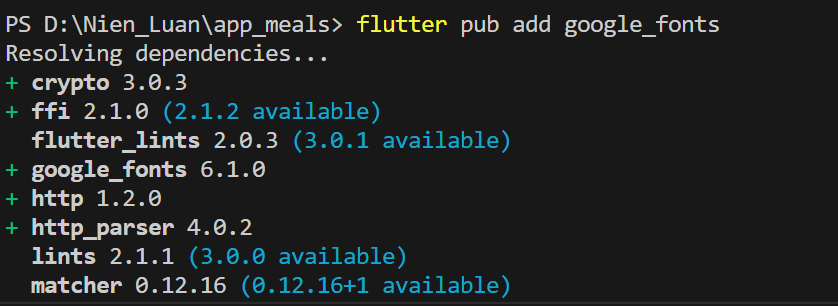 PS D:\Nien_Luan\app_meals> flutter pub add google_fonts
Resolving dependencies...
+ crypto 3.0.3
+ ffi 2.1.0 (2.1.2 available)
  flutter_lints 2.0.3 (3.0.1 available)
+ google_fonts 6.1.0
+ http 1.2.0
+ http_parser 4.0.2
  lints 2.1.1 (3.0.0 available)
  matcher 0.12.16 (0.12.16+1 available)